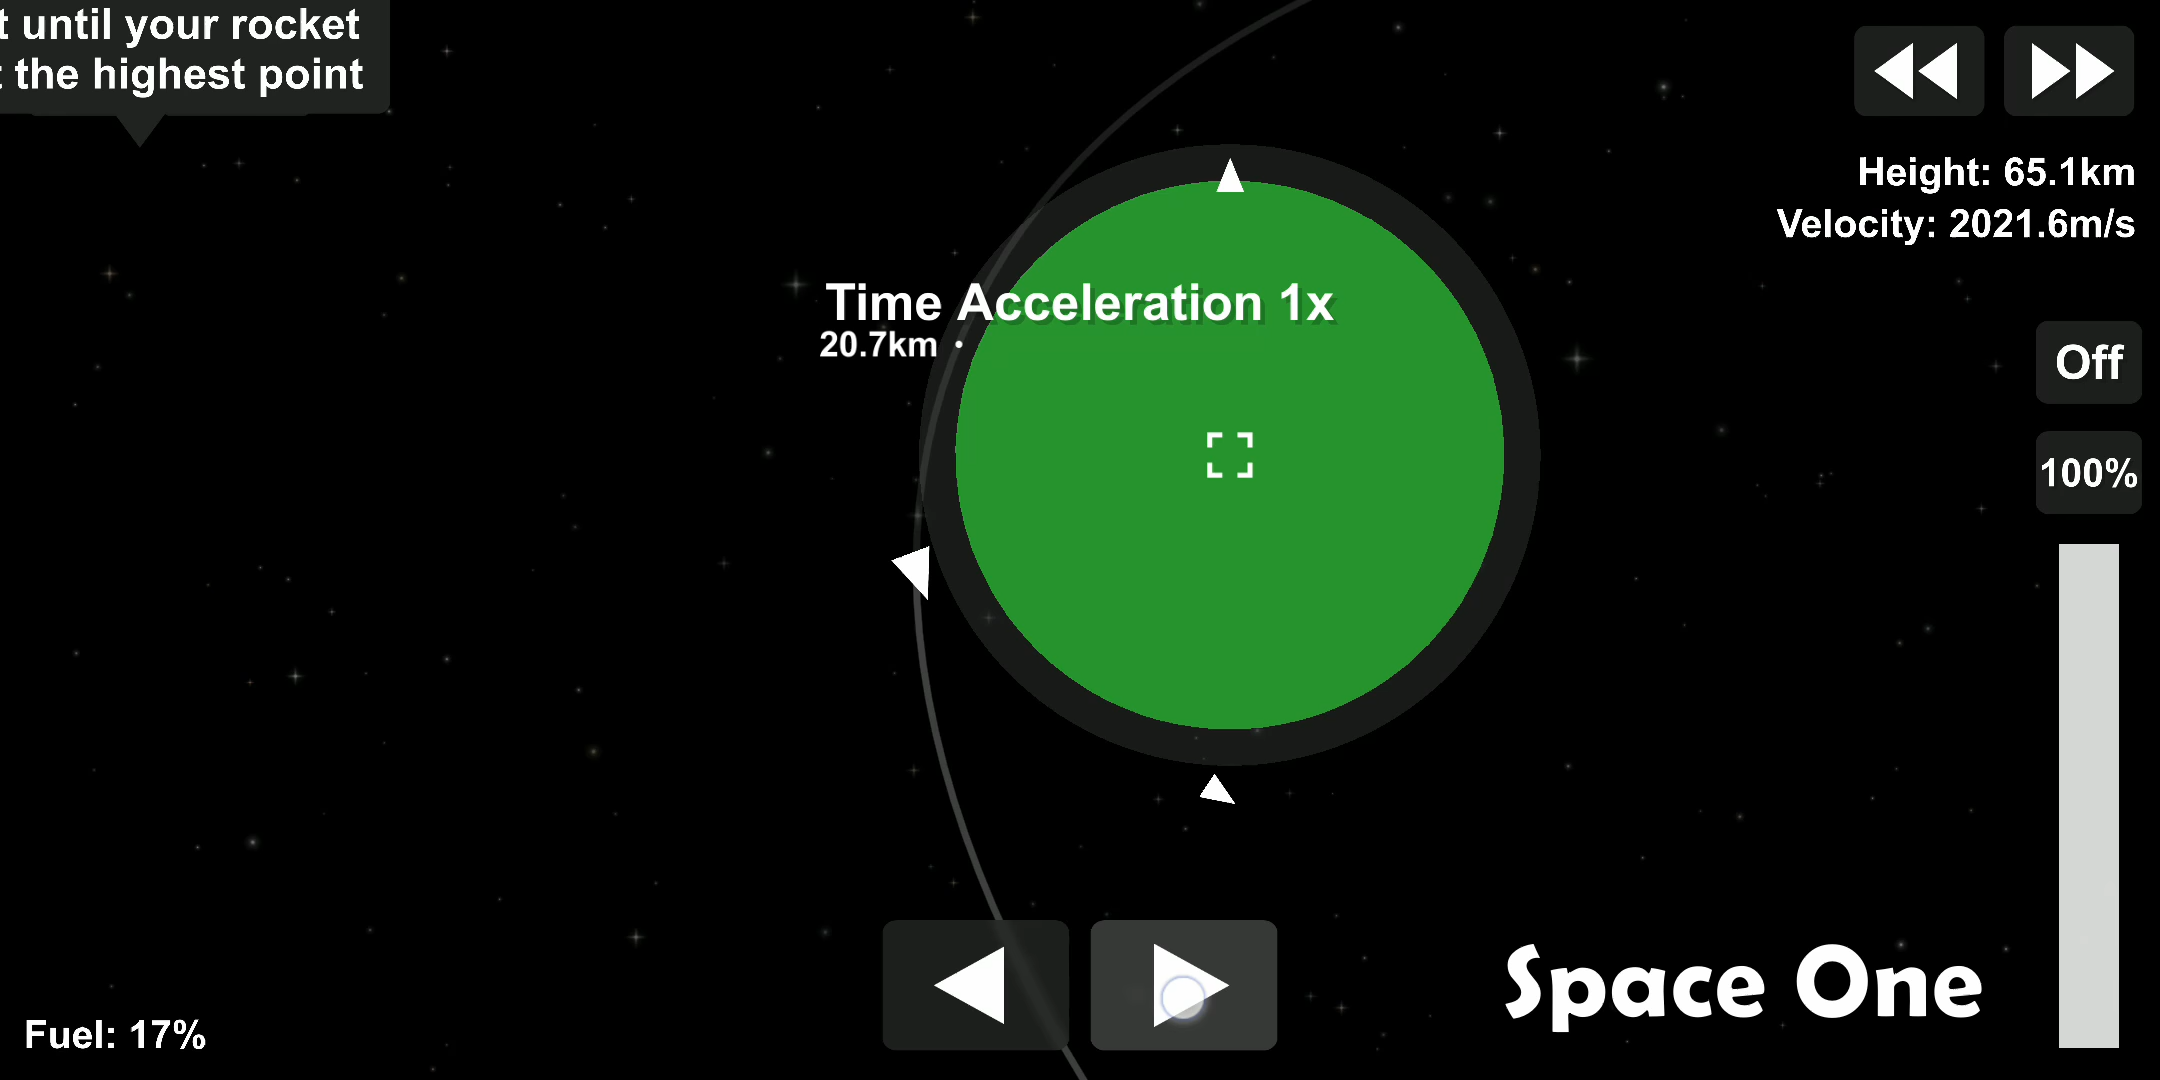 t until your rocket
t the highest point
Height: 65.1km
Velocity: 2021.6m/s
Time Acceleration 1x
20.7km
Off
100%
Space One
Fuel: 17%